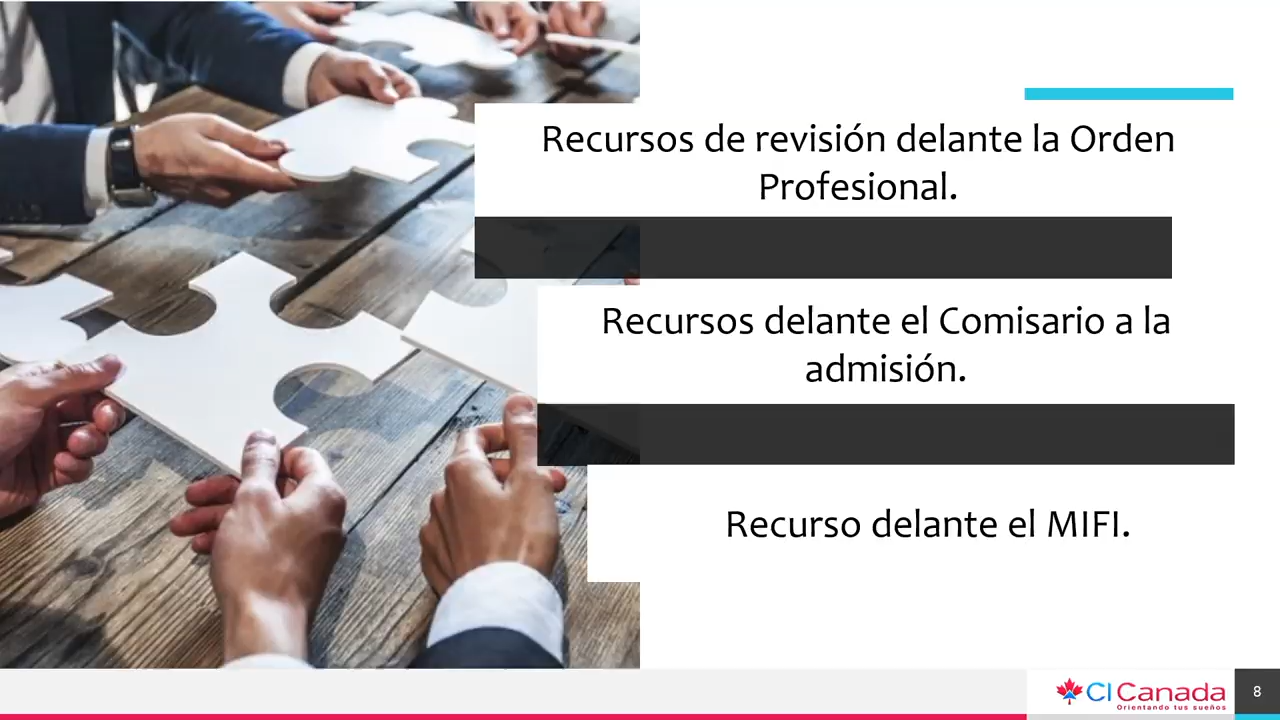 Recursos de revisión delante la Orden
Profesional.
Recursos delante el Comisario a la
admisión.
Recurso delante el MIFI.
CI Canada
Orientando tus sueños
8